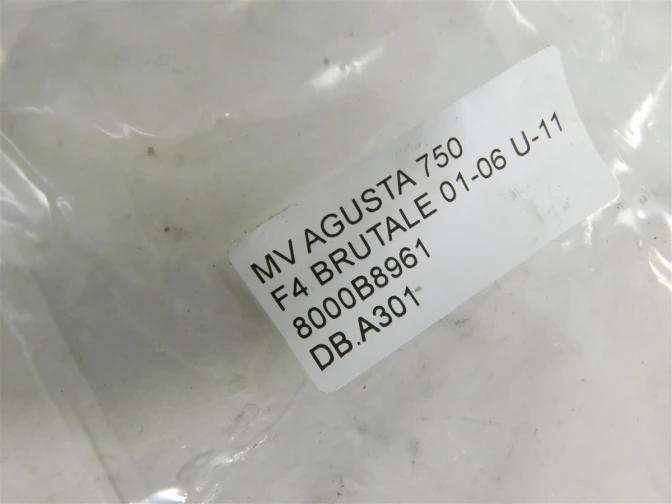 MV AGUSTA 750
F4 BRUTALE 01-06 U-11
8000B8961
DB.A301